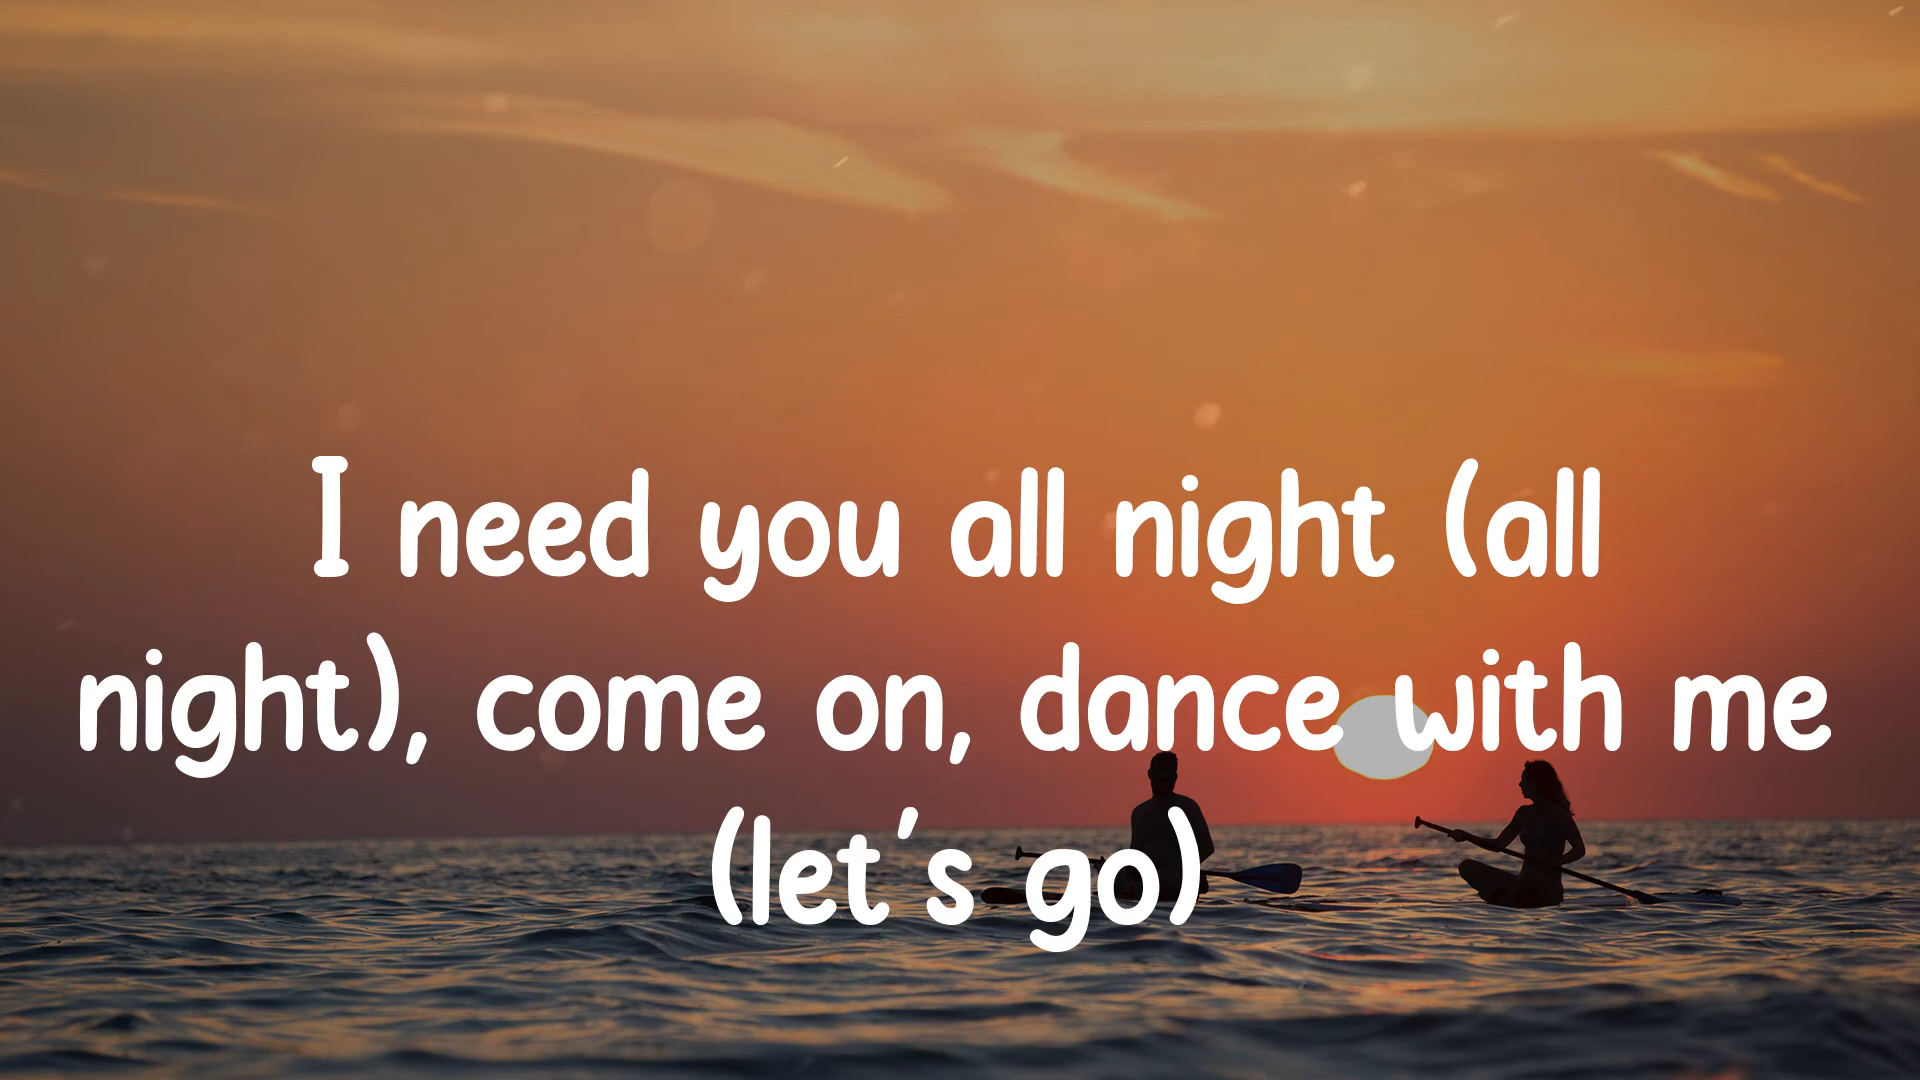 I need you all night (all
night), come on, dance with me
(let's go)